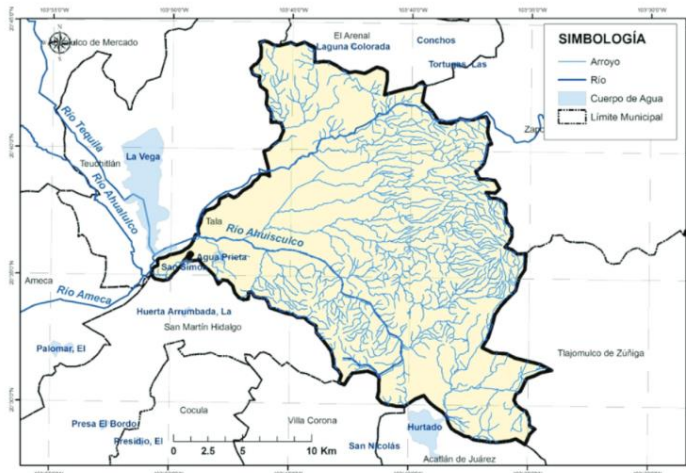 El Arenal
Laguna Colorada
Conchos
Tortugas, Las
SIMBOLOGÍA
Arroyo
Río
Cuerpo de Agua
Límite Municipal
de Mercado
Río Tequila
Teuchitlán
La Vega
Río Ahualulco
Tala
Río Ahuisculco
Agua Prieta
San Simón
Ameca
Río Ameca
Huerta Arrumbada, La
San Martín Hidalgo
Palomar, El
Tlajomulco de Zúñiga
Cocula
Villa Corona
Presa El Bordo
Presidio, El
0 2.5 5 10 Km
Hurtado
San Nicolás
Acatlán de Juárez